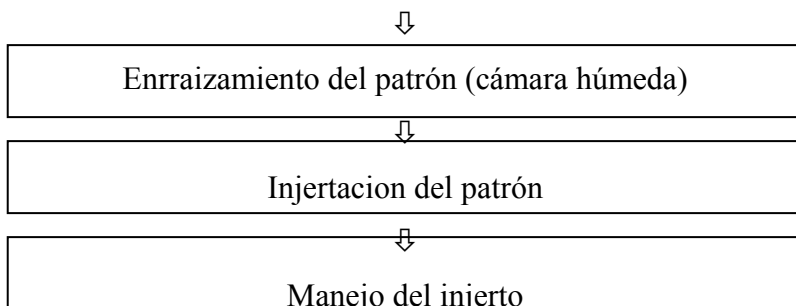 Enrraizamiento del patrón (cámara húmeda)
Injertacion del patrón
Manejo del injerto